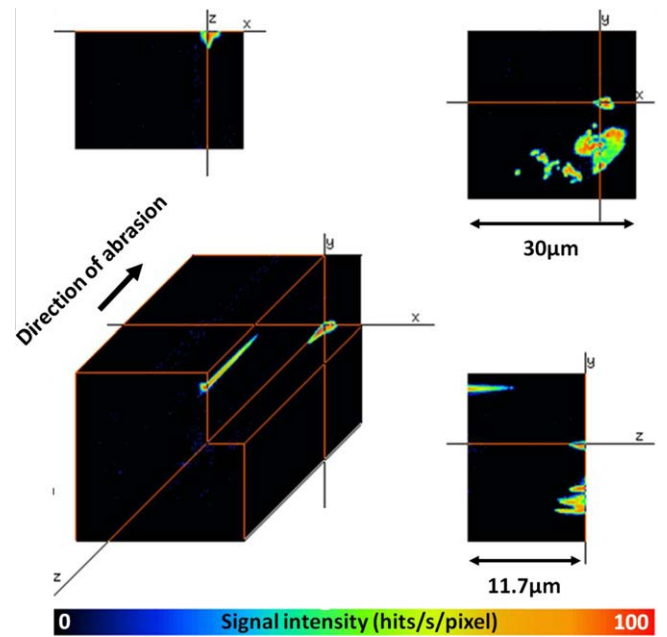 z
x
y
x
30µm
Direction of abrasion
y
x
z
y
z
11.7µm
0 Signal intensity (hits/s/pixel) 100